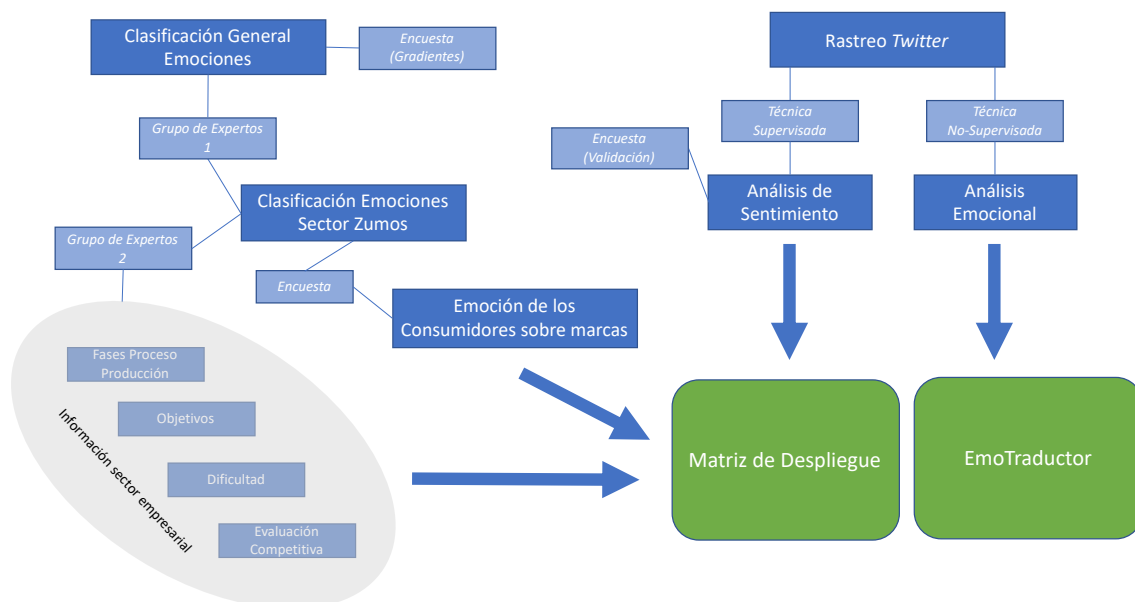 Clasificación General
Emociones
Encuesta
(Gradientes)
Grupo de Expertos
1
Clasificación Emociones
Sector Zumos
Grupo de Expertos
2
Encuesta
Emoción de los
Consumidores sobre marcas
Fases Proceso
Producción
Objetivos
Dificultad
Evaluación
Competitiva
Información sector empresarial
Rastreo Twitter
Técnica
Supervisada
Técnica
No-Supervisada
Encuesta
(Validación)
Análisis de
Sentimiento
Análisis
Emocional
Matriz de Despliegue
EmoTraductor